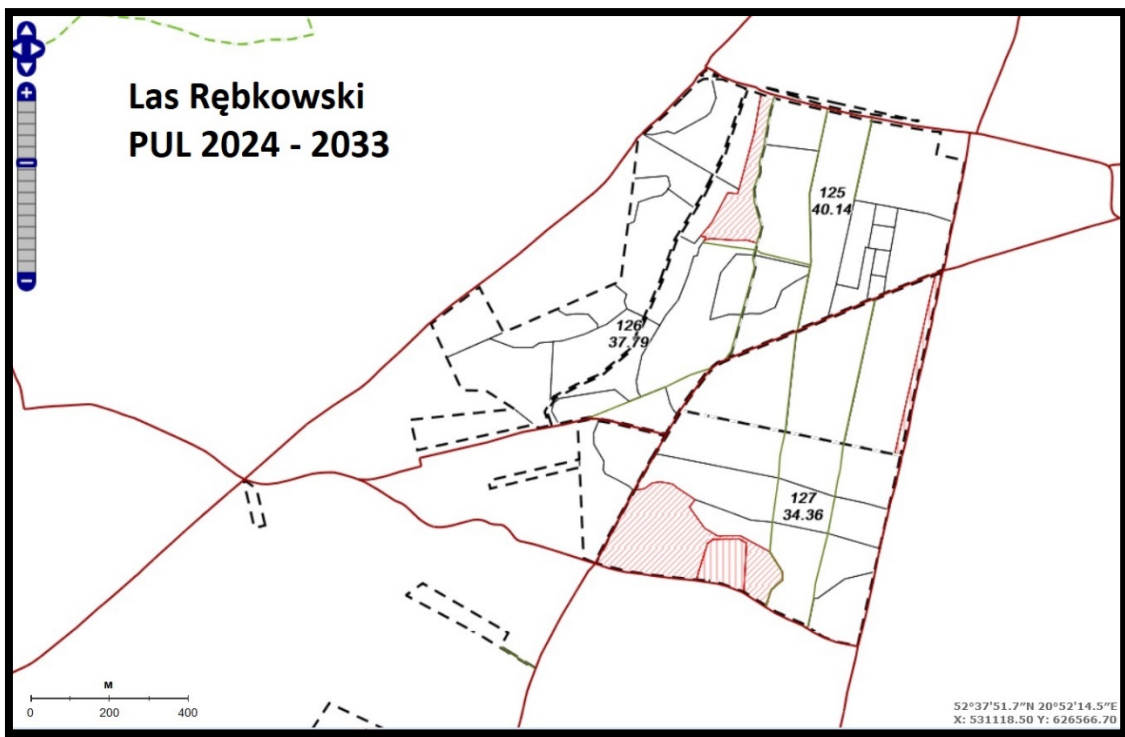 Las Rębkowski
PUL 2024 - 2033
125
40.14
126
37.79
127
34.36
M
0 200 400
52°37'51.7"N 20°52'14.5"E
X: 531118.50 Y: 626566.70